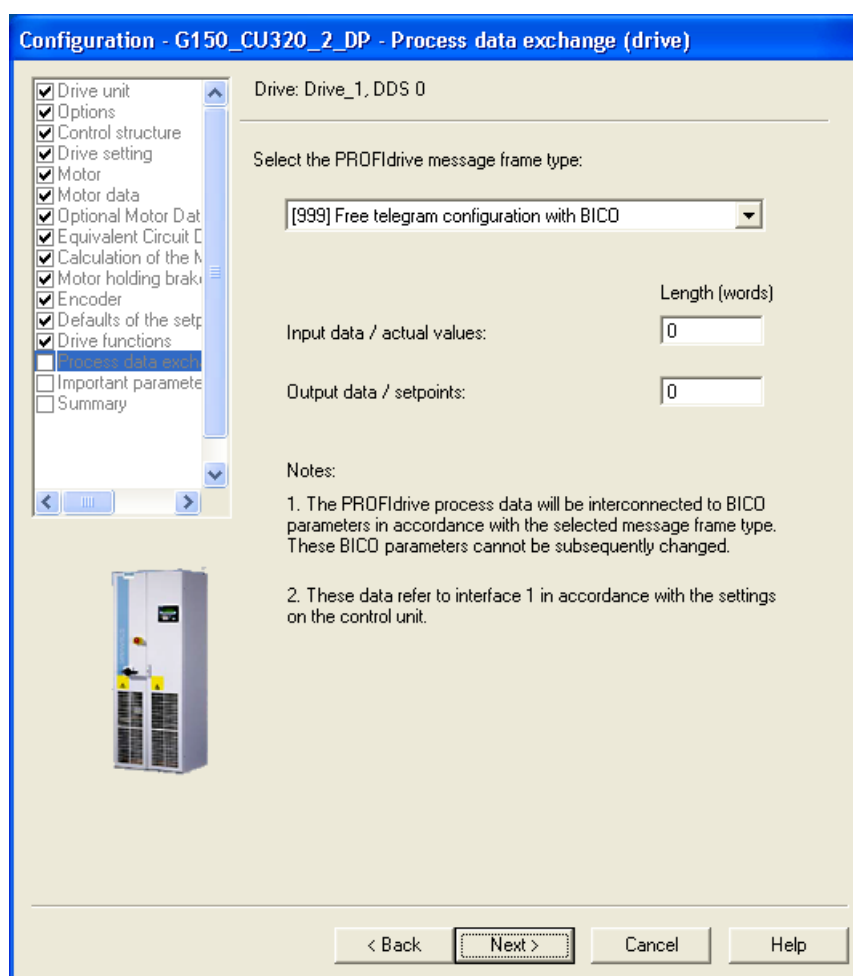 Configuration - G150_CU320_2_DP - Process data exchange (drive)
Drive unit
Options
Control structure
Drive setting
Motor
Motor data
Optional Motor Dat
Equivalent Circuit D
Calculation of the M
Motor holding brak
Encoder
Defaults of the setp
Drive functions
Process data exch
Important paramete
Summary
Drive: Drive_1, DDS 0
Select the PROFIdrive message frame type:
[999] Free telegram configuration with BICO
Length (words)
Input data / actual values:
0
Output data / setpoints:
0
Notes:
1. The PROFIdrive process data will be interconnected to BICO
parameters in accordance with the selected message frame type.
These BICO parameters cannot be subsequently changed.
2. These data refer to interface 1 in accordance with the settings
on the control unit.
< Back
Next >
Cancel
Help